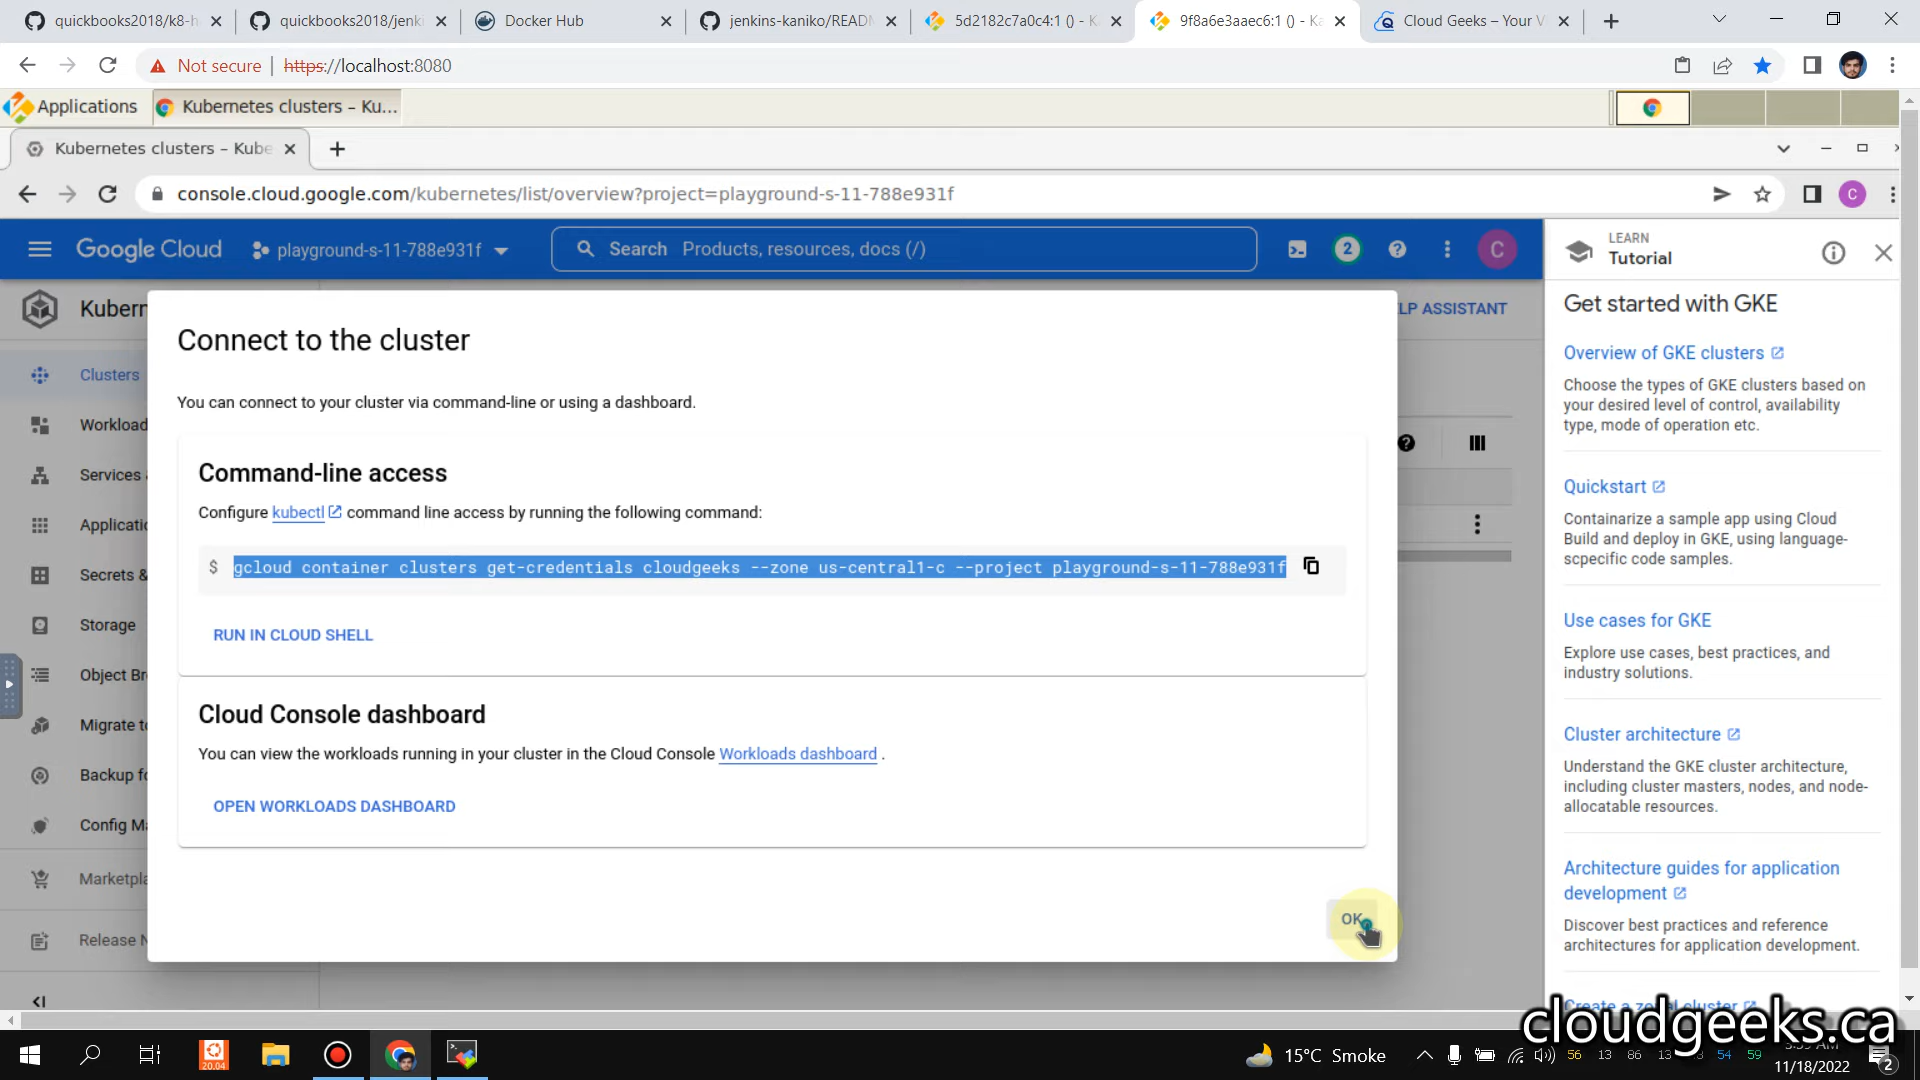 quickbooks2018/k8-h
quickbooks2018/jenki
Docker Hub
jenkins-kaniko/READM
5d2182c7a0c4:1 () - K
9f8a6e3aaec6:1 () - Ka
Cloud Geeks – Your V
Not secure
https://localhost:8080
Applications
Kubernetes clusters – Ku...
Kubernetes clusters – Kube
console.cloud.google.com/kubernetes/list/overview?project=playground-s-11-788e931f
C
Google Cloud
playground-s-11-788e931f
Search Products, resources, docs (/)
2
C
LEARN
Tutorial
Kubern
LP ASSISTANT
Get started with GKE
Connect to the cluster
Overview of GKE clusters
Choose the types of GKE clusters based on
your desired level of control, availability
type, mode of operation etc.
Clusters
You can connect to your cluster via command-line or using a dashboard.
Workload
Command-line access
Services
Quickstart
Configure kubectl command line access by running the following command:
Containarize a sample app using Cloud
Build and deploy in GKE, using language-
scpecific code samples.
Applicatio
$ gcloud container clusters get-credentials cloudgeeks --zone us-central1-c --project playground-s-11-788e931f
Secrets &
RUN IN CLOUD SHELL
Storage
Use cases for GKE
Explore use cases, best practices, and
industry solutions.
Object Br
Cloud Console dashboard
Migrate to
You can view the workloads running in your cluster in the Cloud Console Workloads dashboard .
Cluster architecture
Understand the GKE cluster architecture,
including cluster masters, nodes, and node-
allocatable resources.
Backup fo
OPEN WORKLOADS DASHBOARD
Config Ma
Marketpla
Architecture guides for application
development
Discover best practices and reference
architectures for application development.
OK
Release N
Create a zonal cluster
cloudgeeks.ca
20.04
15°C Smoke
56 13 86 13 54 59
11/18/2022
2